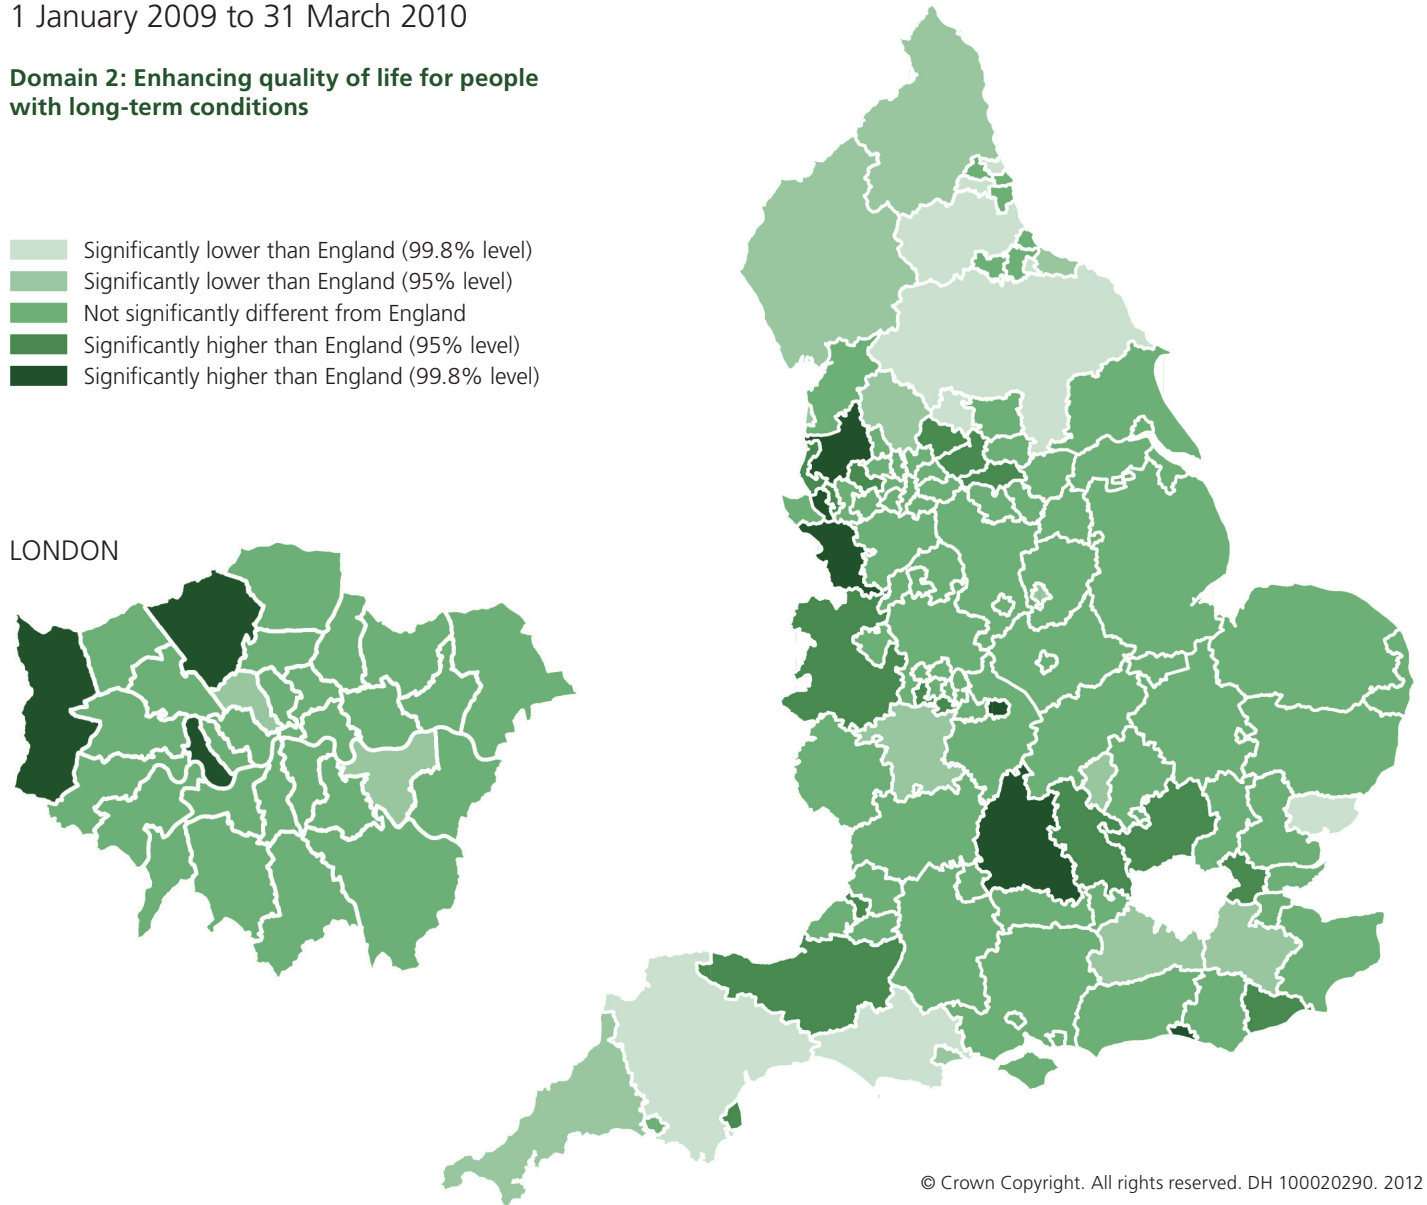 1 January 2009 to 31 March 2010
Domain 2: Enhancing quality of life for people
with long-term conditions
Significantly lower than England (99.8% level)
Significantly lower than England (95% level)
Not significantly different from England
Significantly higher than England (95% level)
Significantly higher than England (99.8% level)
LONDON
© Crown Copyright. All rights reserved. DH 100020290. 2012